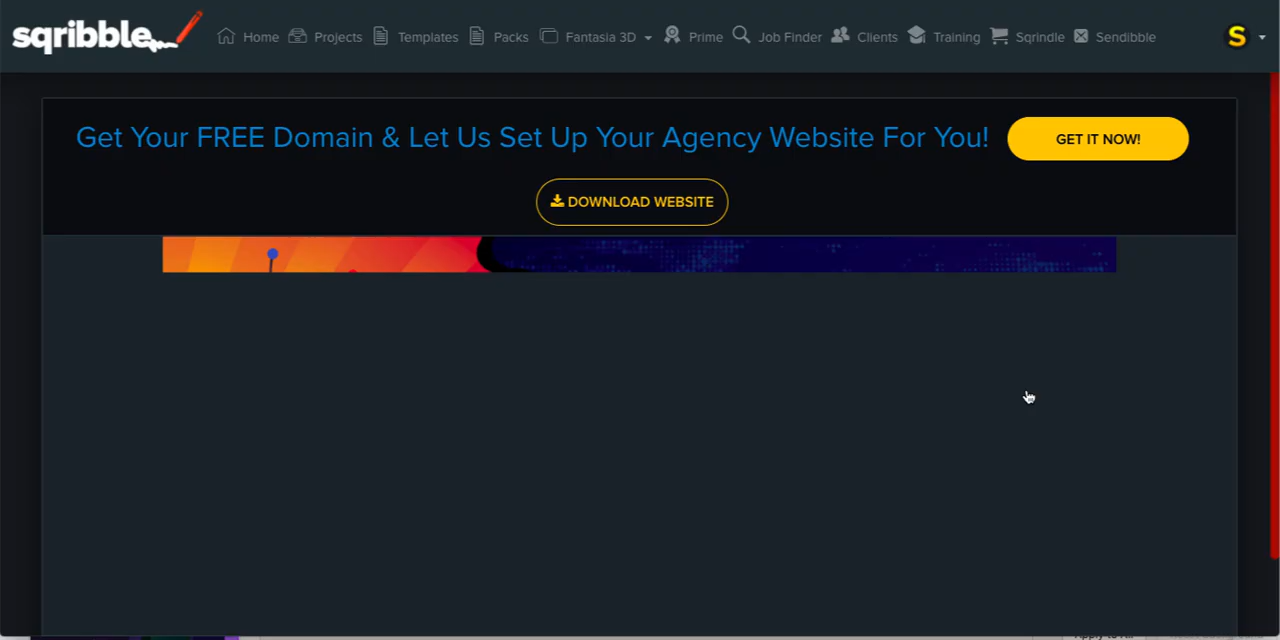 sqribble
Home Projects Templates Packs Fantasia 3D Prime Job Finder Clients Training Sqrindle Sendibble
S
Get Your FREE Domain & Let Us Set Up Your Agency Website For You!
GET IT NOW!
DOWNLOAD WEBSITE